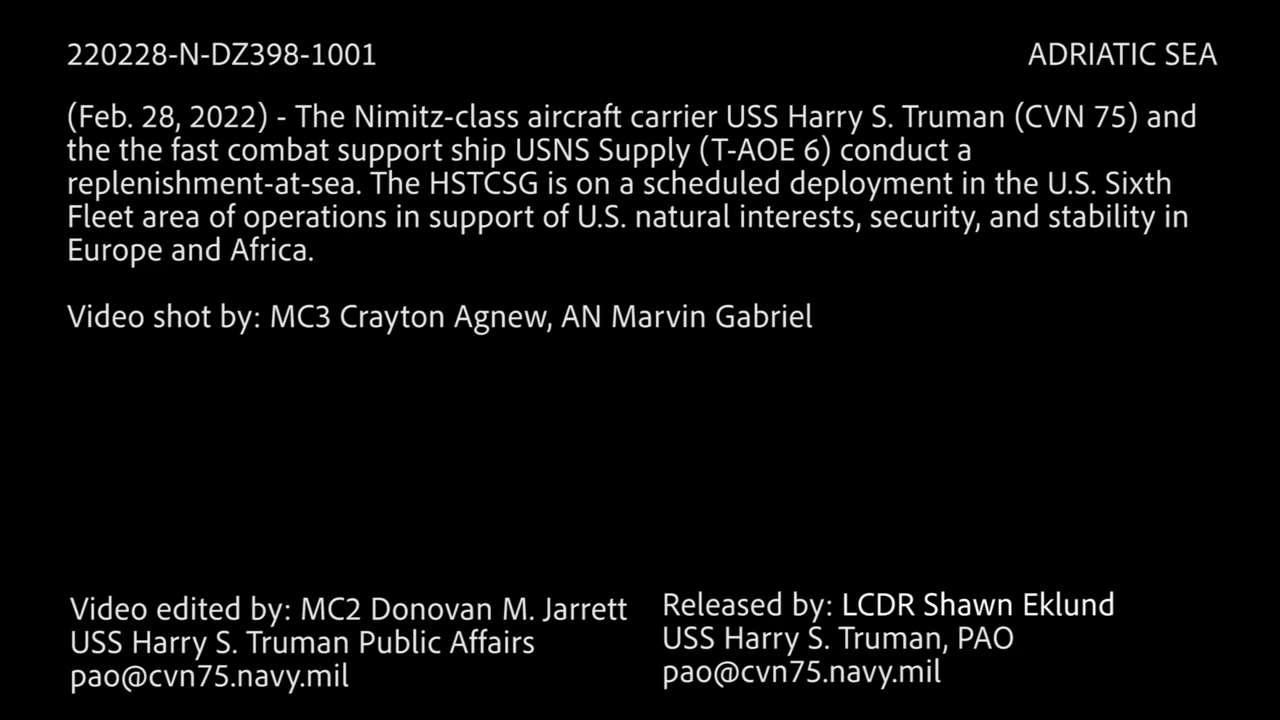 220228-N-DZ398-1001
ADRIATIC SEA
(Feb. 28, 2022) - The Nimitz-class aircraft carrier USS Harry S. Truman (CVN 75) and
the the fast combat support ship USNS Supply (T-AOE 6) conduct a
replenishment-at-sea. The HSTCSG is on a scheduled deployment in the U.S. Sixth
Fleet area of operations in support of U.S. natural interests, security, and stability in
Europe and Africa.
Video shot by: MC3 Crayton Agnew, AN Marvin Gabriel
Video edited by: MC2 Donovan M. Jarrett
USS Harry S. Truman Public Affairs
pao@cvn75.navy.mil
Released by: LCDR Shawn Eklund
USS Harry S. Truman, PAO
pao@cvn75.navy.mil